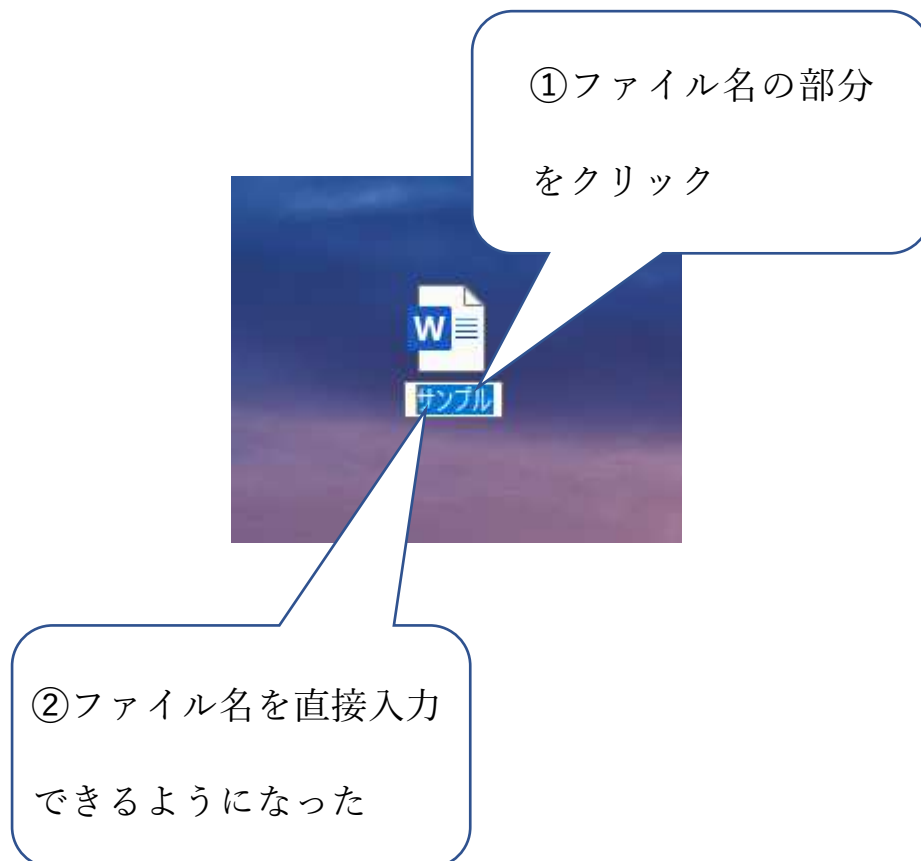 ①ファイル名の部分
をクリック
W
サンプル
②ファイル名を直接入力
できるようになった